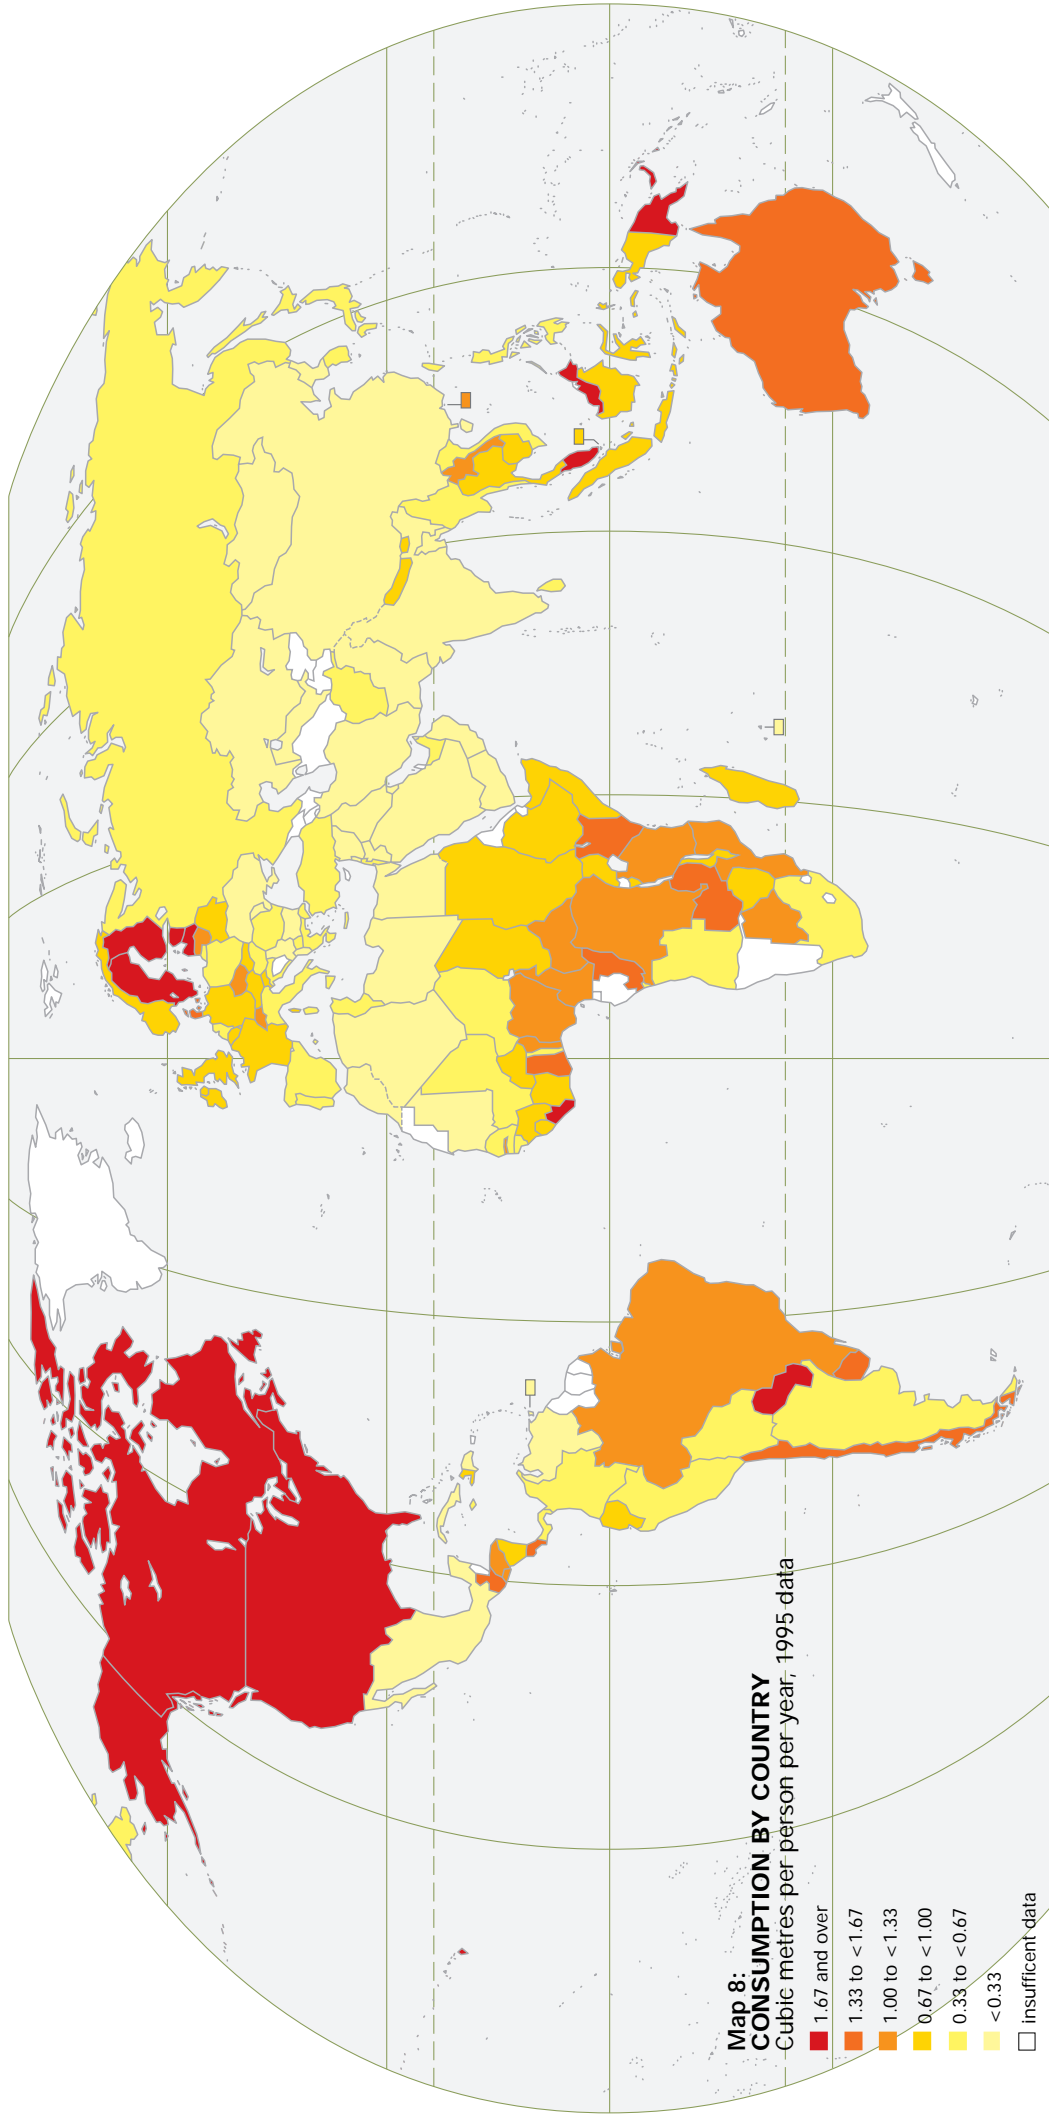 Map 8:
CONSUMPTION BY COUNTRY
Cubic metres per person per year, 1995 data
1.67 and over
1.33 to <1.67
1.00 to <1.33
0.67 to <1.00
0.33 to <0.67
<0.33
insufficent data